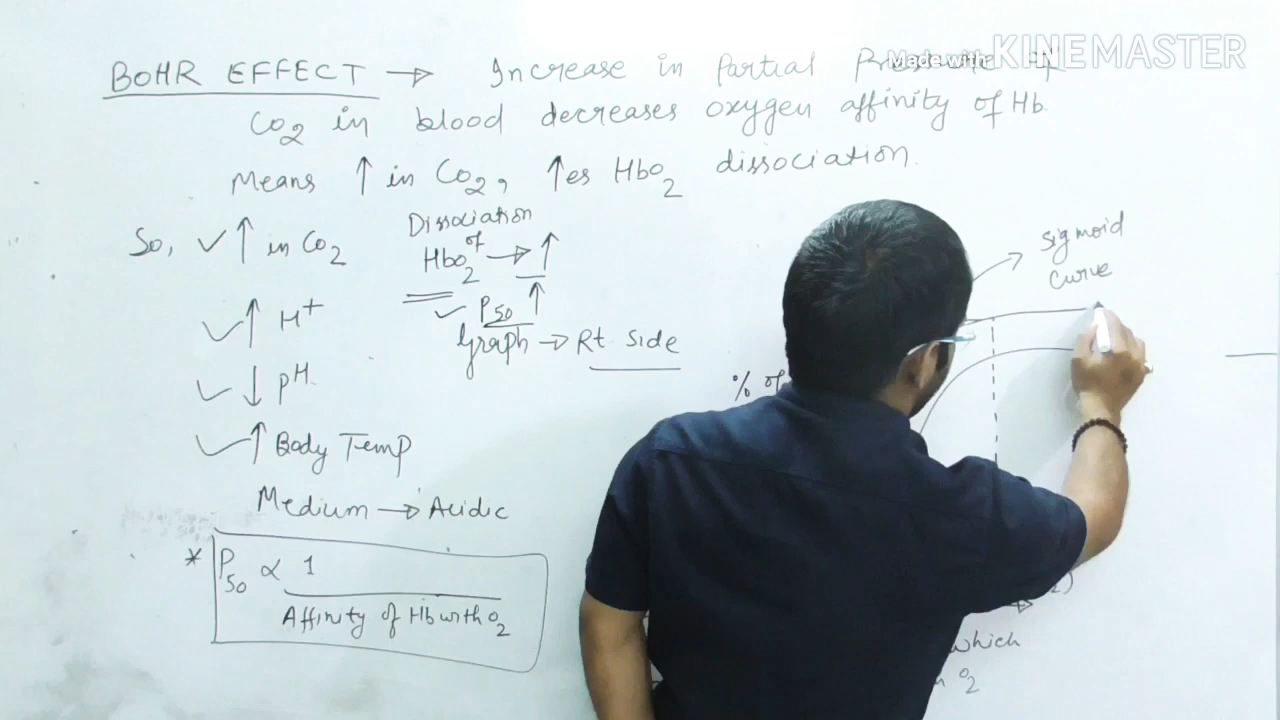 Made with KINEMASTER
BOHR EFFECT → Increase in Partial Pressure of
CO2 in blood decreases oxygen affinity of Hb.
Means ↑ in CO2, ↑es HbO2 dissociation.
So, ✓ ↑ in CO2
✓ ↑ H+
✓ ↓ pH.
✓ ↑ Body Temp
Medium → Acidic
Dissociation
of
HbO2 → ↑
✓ P50 ↑
Graph → Rt side
* P50 ∝ 1
Affinity of Hb with O2
Sigmoid
Curve
% of
which
O2